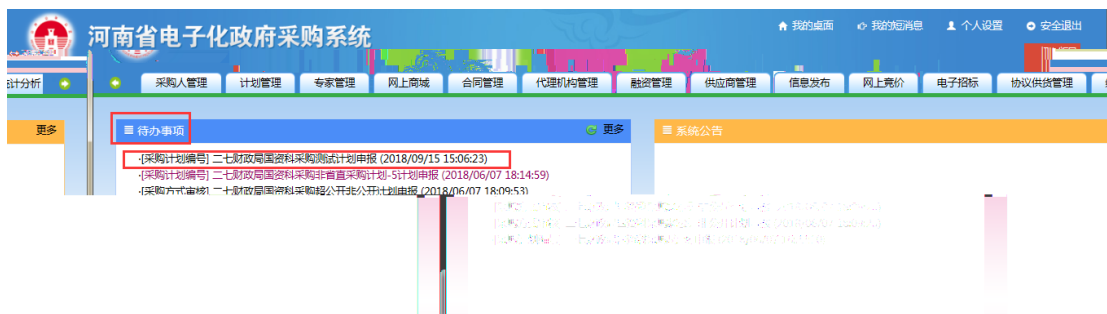 河南省电子化政府采购系统
我的桌面 我的短消息 个人设置 安全退出
计分析 采购人管理 计划管理 专家管理 网上商城 合同管理 代理机构管理 融资管理 供应商管理 信息发布 网上竞价 电子招标 协议供货管理
更多 待办事项 更多 系统公告
·[采购计划编号] 二七财政局国资科采购测试计划申报 (2018/09/15 15:06:23)
·[采购计划编号] 二七财政局国资科采购非省直采购计划-5计划申报 (2018/06/07 18:14:59)
·[采购方式审核] 二七财政局国资科采购超公开非公开计划申报 (2018/06/07 18:09:53)